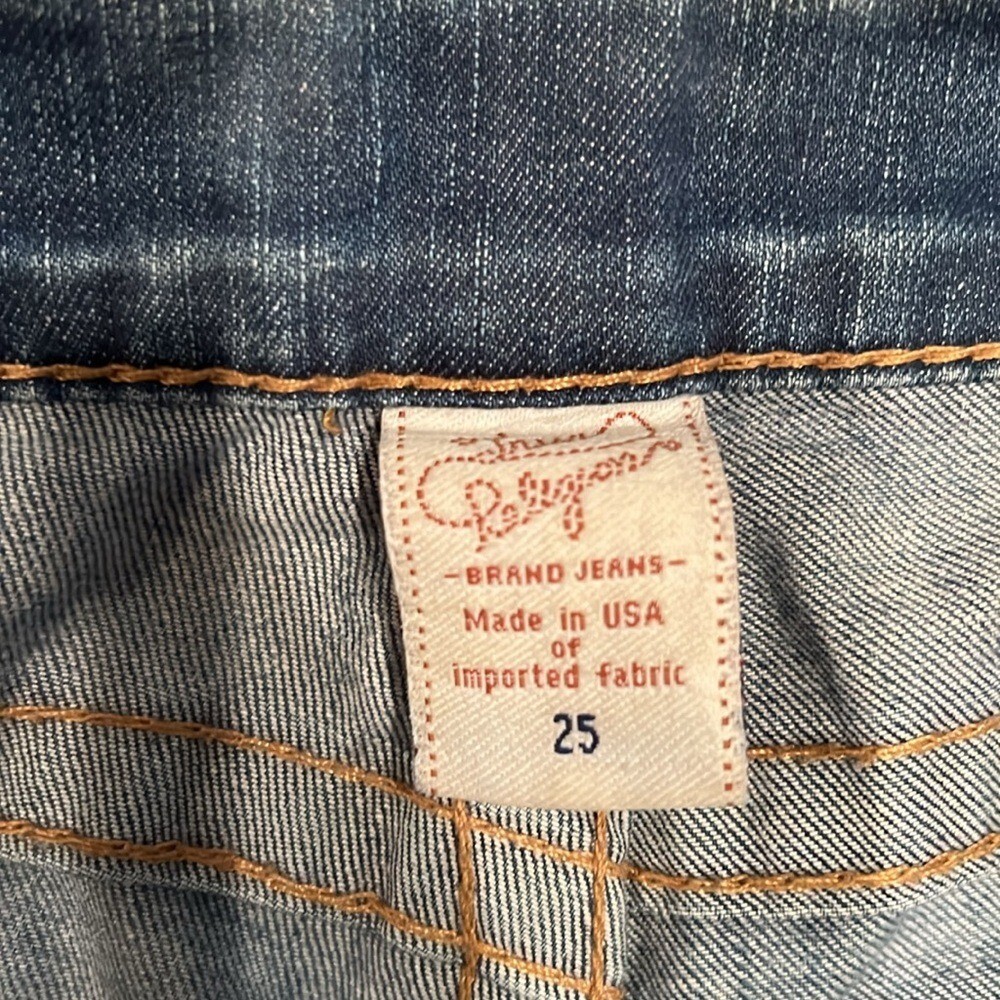 True
Religion
-BRAND JEANS-
Made in USA
of
imported fabric
25